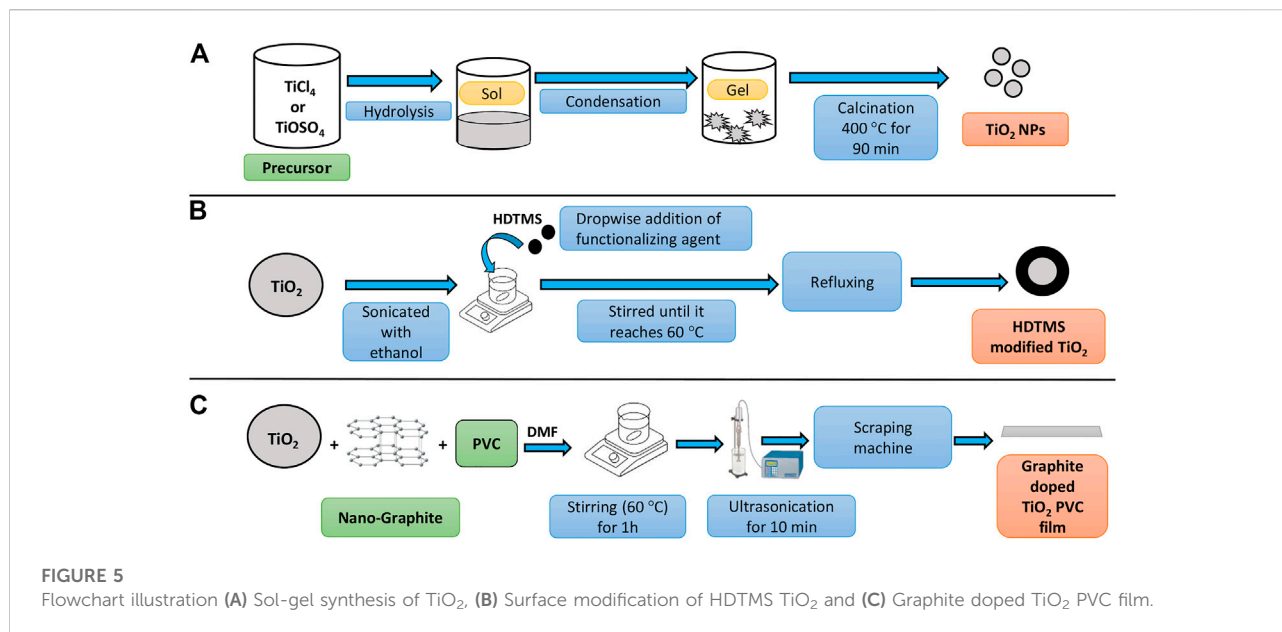 A
TiCl₄
or
TiOSO₄
Precursor
Hydrolysis
Sol
Condensation
Gel
Calcination
400 °C for
90 min
TiO₂ NPs
B
TiO₂
Sonicated
with
ethanol
HDTMS
Dropwise addition of
functionalizing agent
Stirred until it
reaches 60 °C
Refluxing
HDTMS
modified TiO₂
C
TiO₂
+
+
Nano-Graphite
PVC
DMF
Stirring (60 °C)
for 1h
Ultrasonication
for 10 min
Scraping
machine
Graphite
doped
TiO₂ PVC
film
FIGURE 5
Flowchart illustration (A) Sol-gel synthesis of TiO₂, (B) Surface modification of HDTMS TiO₂ and (C) Graphite doped TiO₂ PVC film.